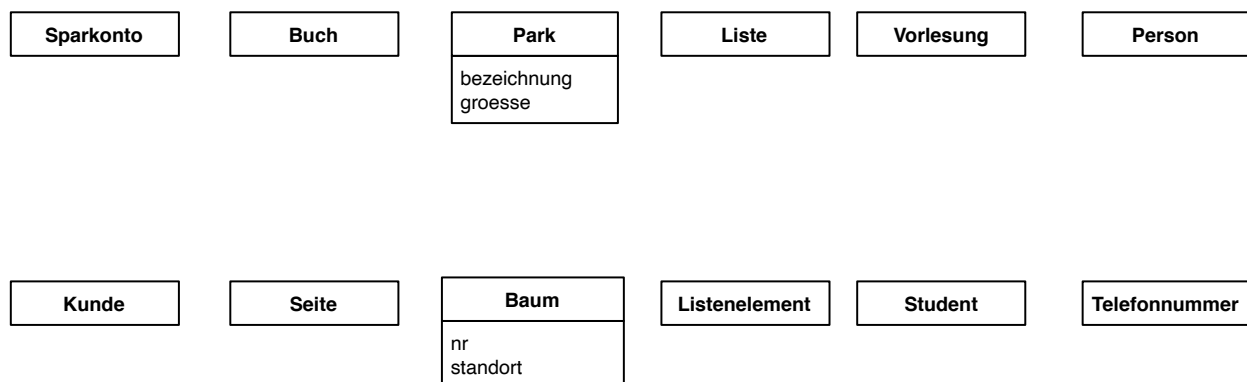 Sparkonto
Buch
Park
bezeichnung
groesse
Liste
Vorlesung
Person
Kunde
Seite
Baum
nr
standort
Listenelement
Student
Telefonnummer